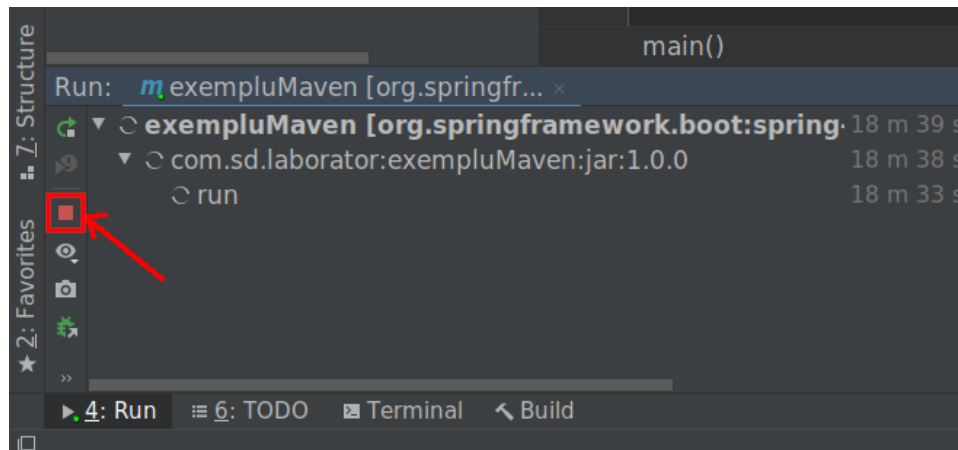 main()
7: Structure
Run: m exempluMaven [org.springfr... ×
exempluMaven [org.springframework.boot:spring- 18 m 39 s
com.sd.laborator:exempluMaven:jar:1.0.0 18 m 38 s
run 18 m 33 s
2: Favorites
4: Run 6: TODO Terminal Build